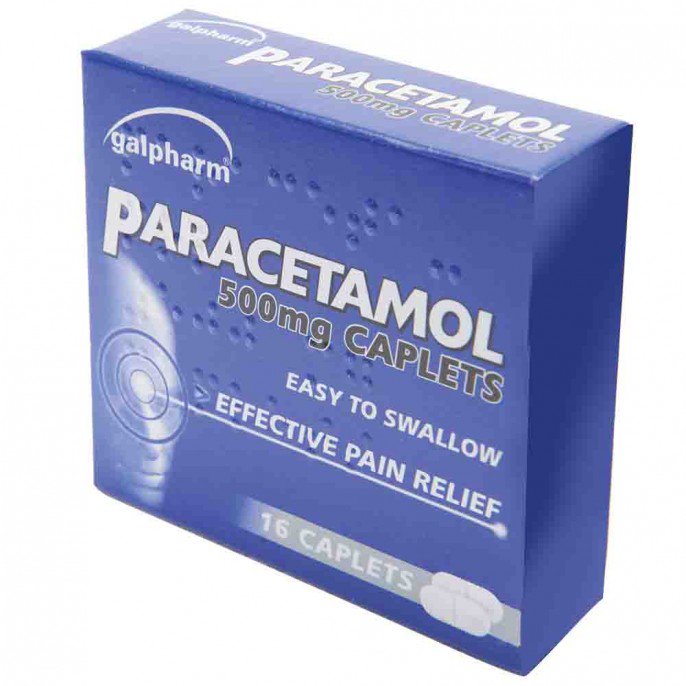 galpharm®
PARACETAMOL
500mg CAPLETS
galpharm®
PARACETAMOL
500mg CAPLETS
EASY TO SWALLOW
EFFECTIVE PAIN RELIEF
16 CAPLETS